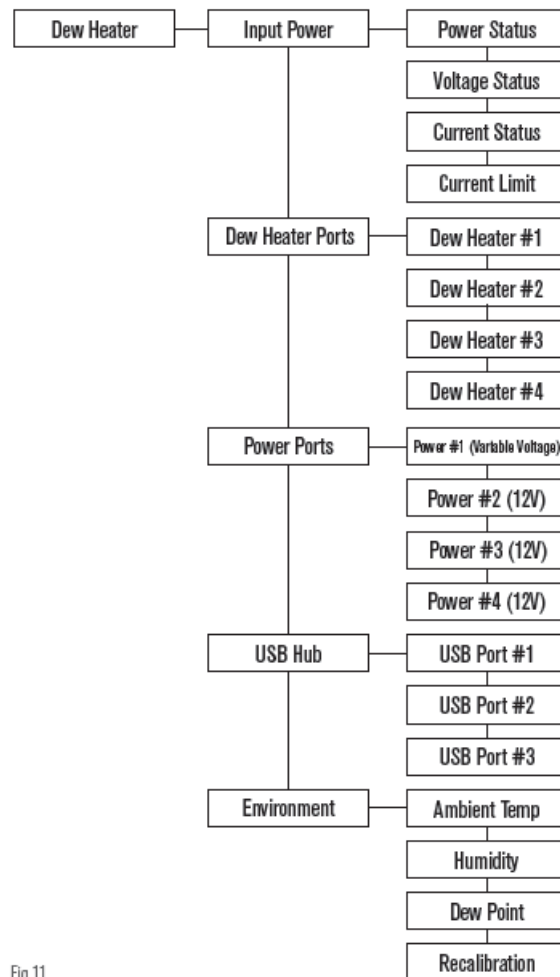 Dew Heater
Input Power
Power Status
Voltage Status
Current Status
Current Limit
Dew Heater Ports
Dew Heater #1
Dew Heater #2
Dew Heater #3
Dew Heater #4
Power Ports
Power #1 (Variable Voltage)
Power #2 (12V)
Power #3 (12V)
Power #4 (12V)
USB Hub
USB Port #1
USB Port #2
USB Port #3
Environment
Ambient Temp
Humidity
Dew Point
Recalibration
Fig 11